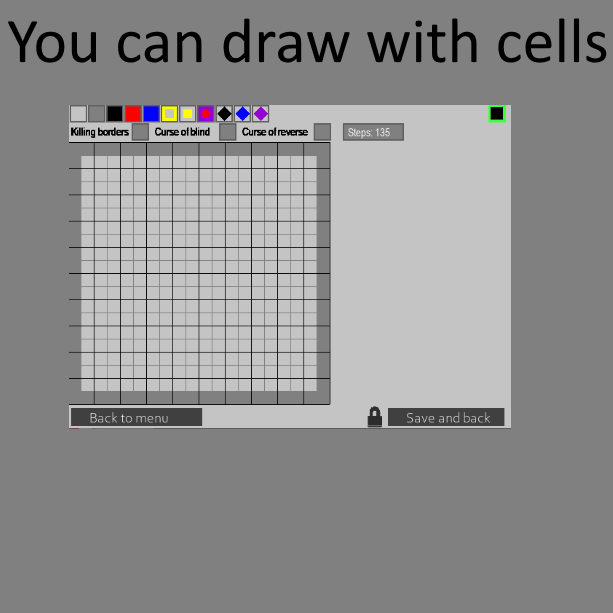 You can draw with cells
Killing borders Curse of blind Curse of reverse Steps: 135
Back to menu Save and back